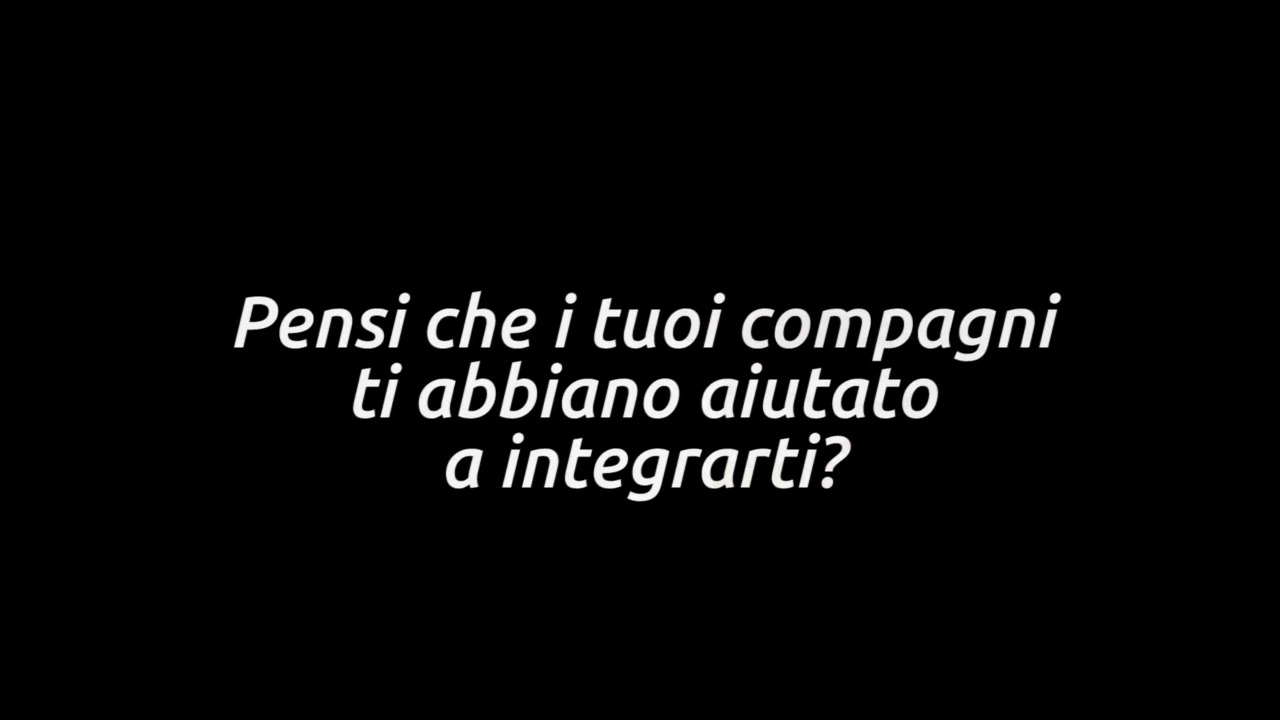 Pensi che i tuoi compagni
ti abbiano aiutato
a integrarti?